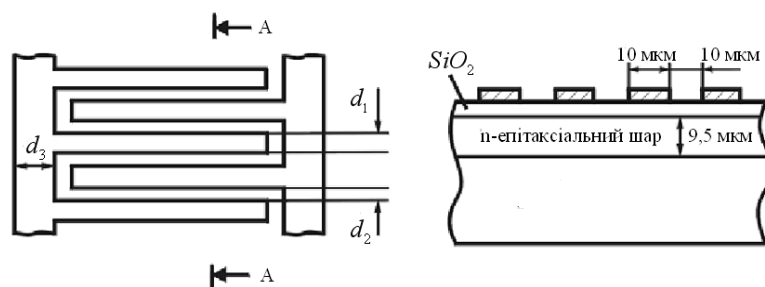 A
d₁
d₃
d₂
A
10 мкм
10 мкм
SiO₂
n-епітаксіальний шар
9,5 мкм